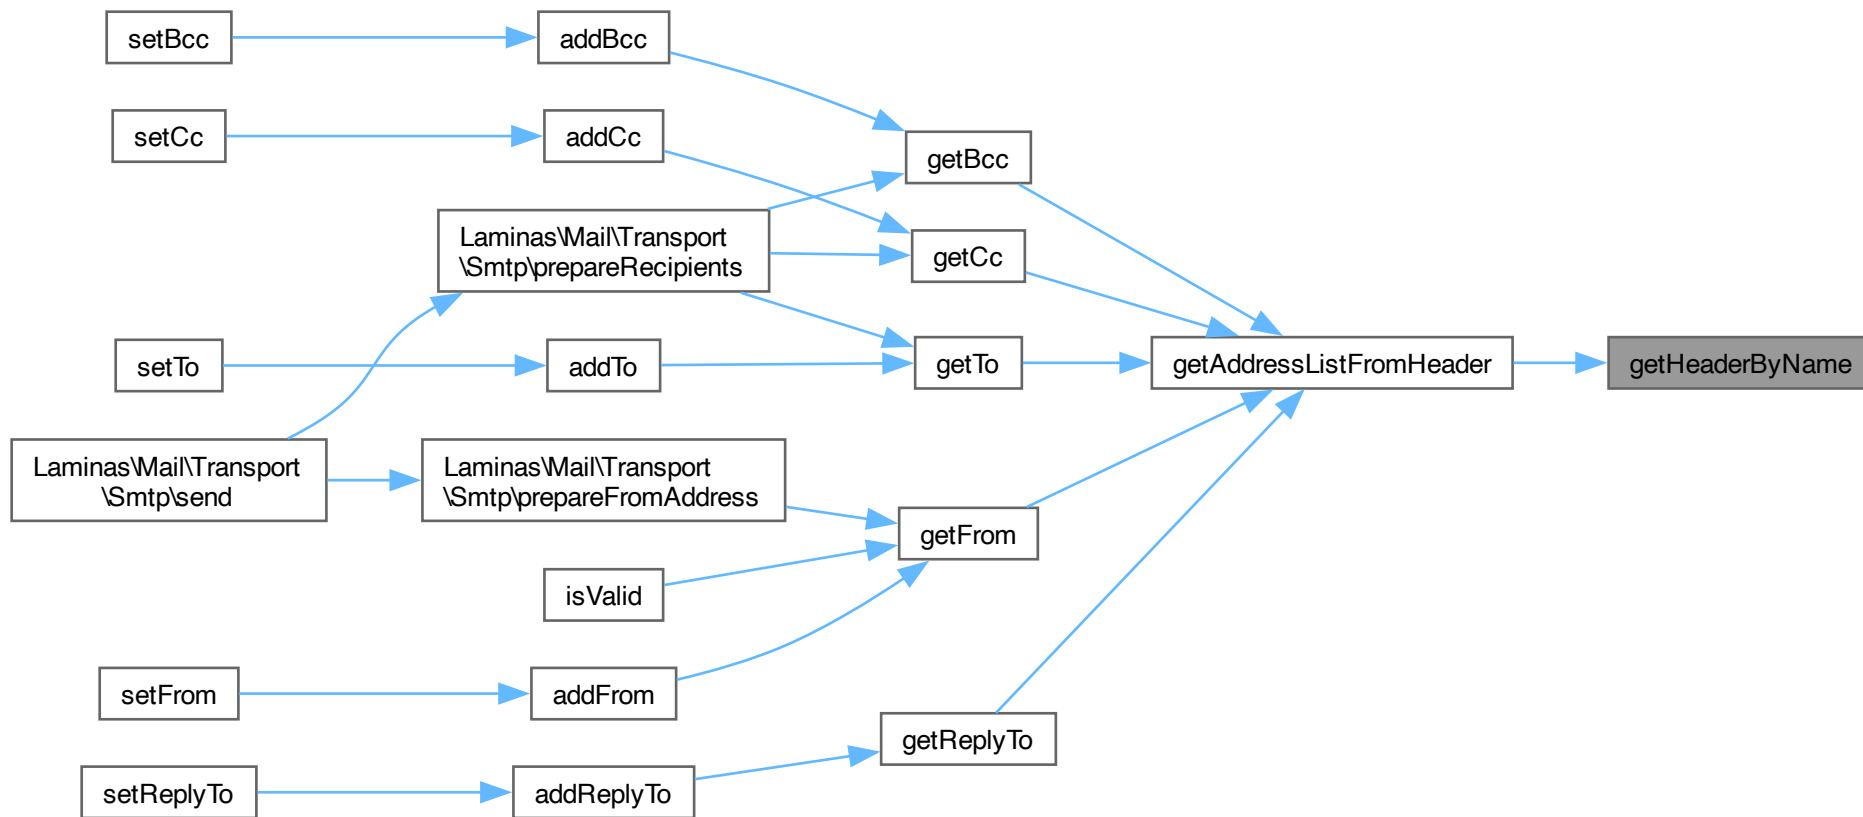 setBcc
addBcc
setCc
addCc
getBcc
Laminas\Mail\Transport
\Smtp\prepareRecipients
getCc
setTo
addTo
getTo
getAddressListFromHeader
getHeaderByName
Laminas\Mail\Transport
\Smtp\send
Laminas\Mail\Transport
\Smtp\prepareFromAddress
getFrom
isValid
setFrom
addFrom
getReplyTo
setReplyTo
addReplyTo